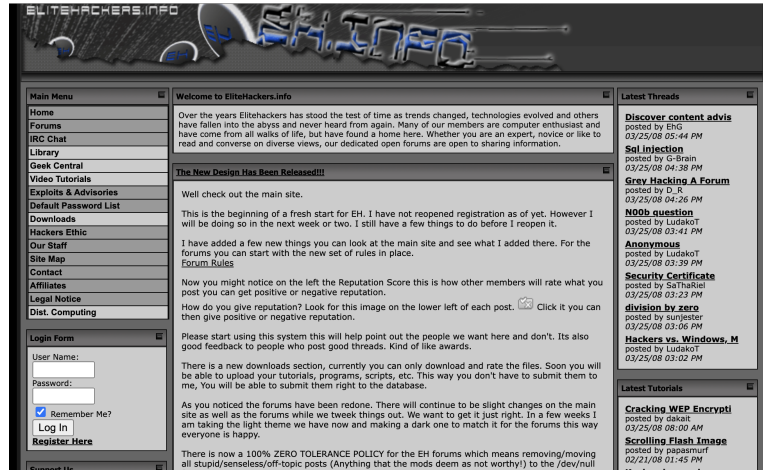 ELITEHACKERS.INFO
EH.INFO
Main Menu
Home
Forums
IRC Chat
Library
Geek Central
Video Tutorials
Exploits & Advisories
Default Password List
Downloads
Hackers Ethic
Our Staff
Site Map
Contact
Affiliates
Legal Notice
Dist. Computing
Login Form
User Name:
Password:
Remember Me?
Log In
Register Here
Support Us
Welcome to EliteHackers.info
Over the years EliteHackers has stood the test of time as trends changed, technologies evolved and others
have fallen into the abyss and never heard from again. Many of our members are computer enthusiast and
have come from all walks of life, but have found a home here. Whether you are an expert, novice or like to
read and converse on diverse views, our dedicated open forums are open to sharing information.
The New Design Has Been Released!!!
Well check out the main site.
This is the beginning of a fresh start for EH. I have not reopened registration as of yet. However I
will be doing so in the next week or two. I still have a few things to do before I reopen it.
I have added a few new things you can look at the main site and see what I added there. For the
forums you can start with the new set of rules in place.
Forum Rules
Now you might notice on the left the Reputation Score this is how other members will rate what you
post you can get positive or negative reputation.
How do you give reputation? Look for this image on the lower left of each post. Click it you can
then give positive or negative reputation.
Please start using this system this will help point out the people we want here and don't. Its also
good feedback to people who post good threads. Kind of like awards.
There is a new downloads section, currently you can only download and rate the files. Soon you will
be able to upload your tutorials, programs, scripts, etc. This way you don't have to submit them to
me, You will be able to submit them right to the database.
As you noticed the forums have been redone. There will continue to be slight changes on the main
site as well as the forums while we tweek things out. We want to get it just right. In a few weeks I
am taking the light theme we have now and making a dark one to match it for the forums this way
everyone is happy.
There is now a 100% ZERO TOLERANCE POLICY for the EH forums which means removing/moving
all stupid/senseless/off-topic posts (Anything that the mods deem as not worthy!) to the /dev/null
Latest Threads
Discover content advis
posted by EhG
03/25/08 05:44 PM
Sql injection
posted by G-Brain
03/25/08 04:38 PM
Grey Hacking A Forum
posted by D_R
03/25/08 04:26 PM
N00b question
posted by LudakoT
03/25/08 03:41 PM
Anonymous
posted by LudakoT
03/25/08 03:39 PM
Security Certificate
posted by SaThaRiel
03/25/08 03:23 PM
division by zero
posted by sunjester
03/25/08 03:06 PM
Hackers vs. Windows, M
posted by LudakoT
03/25/08 03:02 PM
Latest Tutorials
Cracking WEP Encrypti
posted by dakait
03/25/08 08:00 AM
Scrolling Flash Image
posted by papasmurf
02/21/08 01:45 PM